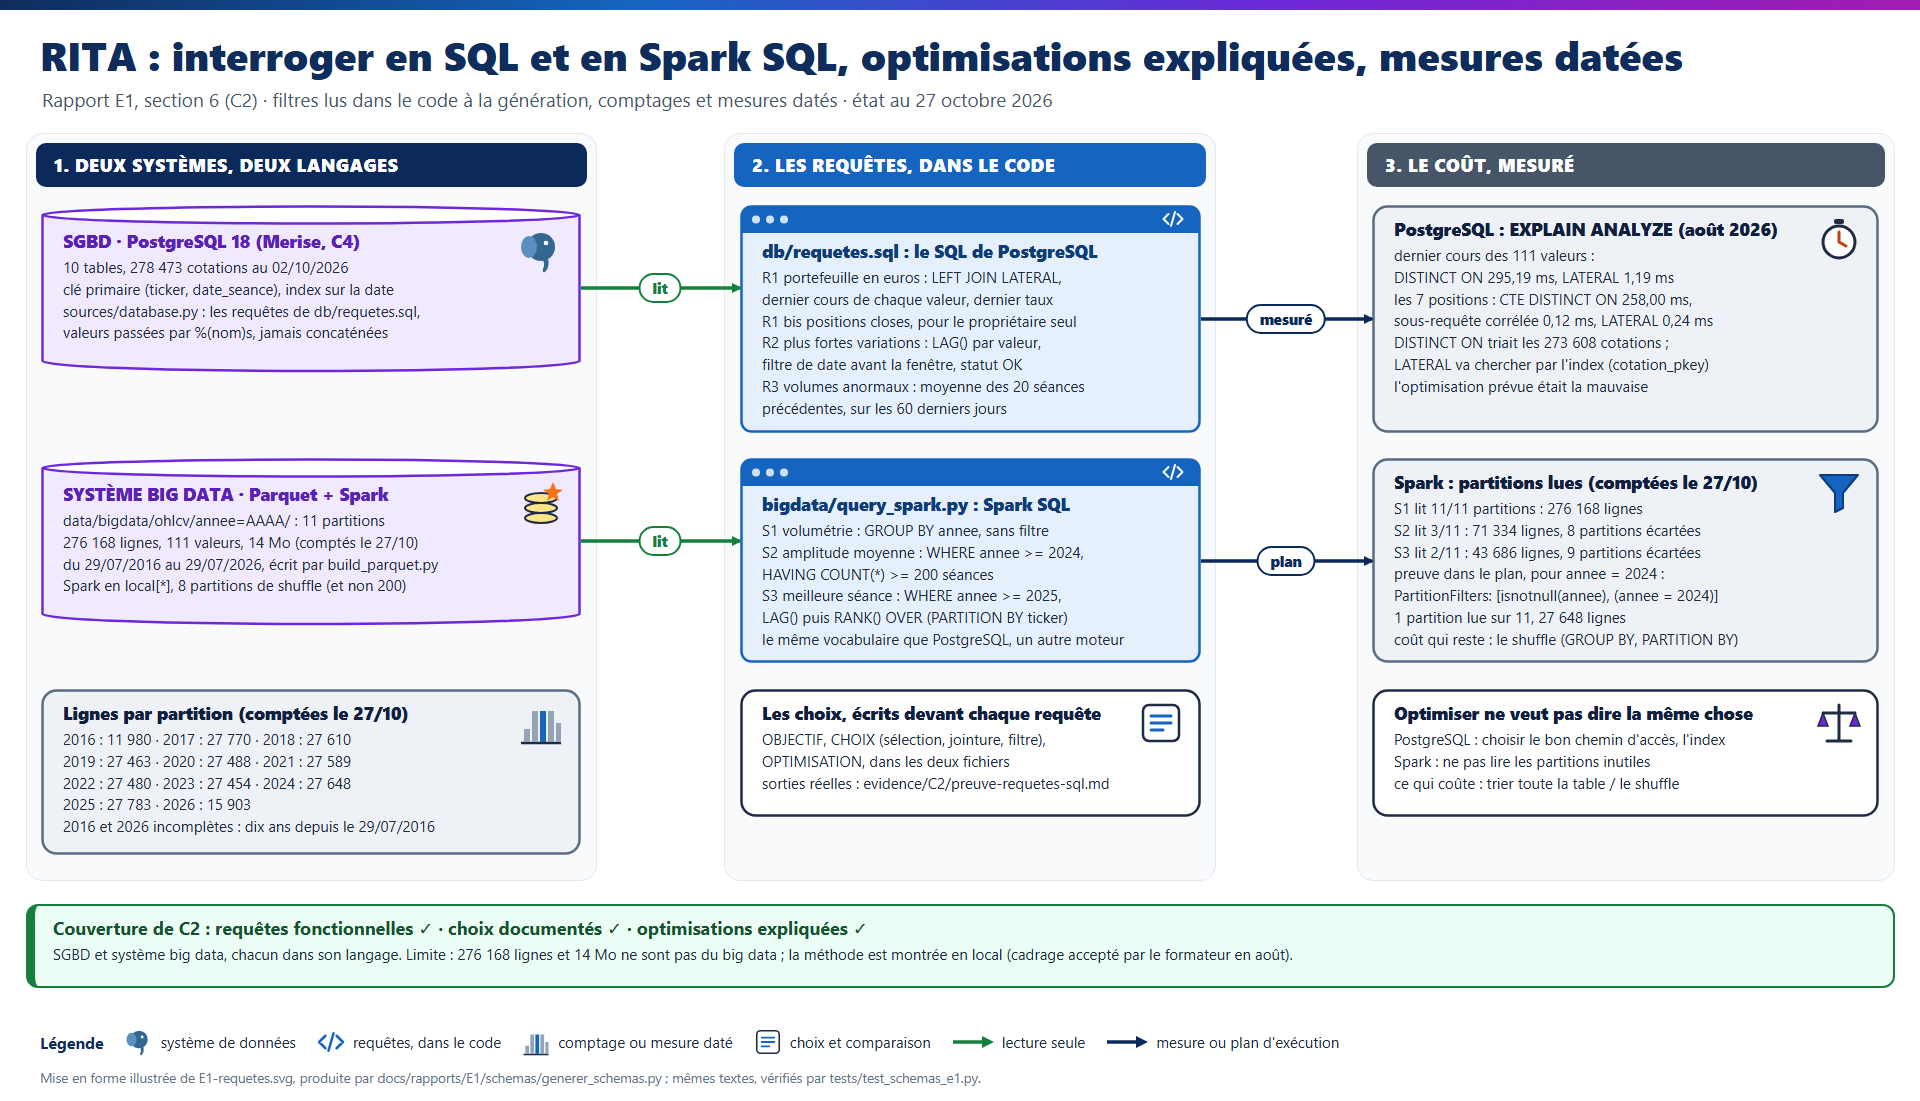 RITA : interroger en SQL et en Spark SQL, optimisations expliquées, mesures datées
Rapport E1, section 6 (C2) · filtres lus dans le code à la génération, comptages et mesures datés · état au 27 octobre 2026
1. DEUX SYSTÈMES, DEUX LANGAGES
SGBD · PostgreSQL 18 (Merise, C4)
10 tables, 278 473 cotations au 02/10/2026
clé primaire (ticker, date_seance), index sur la date
sources/database.py : les requêtes de db/requetes.sql,
valeurs passées par %(nom)s, jamais concaténées
SYSTÈME BIG DATA · Parquet + Spark
data/bigdata/ohlcv/annee=AAAA/ : 11 partitions
276 168 lignes, 111 valeurs, 14 Mo (comptés le 27/10)
du 29/07/2016 au 29/07/2026, écrit par build_parquet.py
Spark en local[*], 8 partitions de shuffle (et non 200)
Lignes par partition (comptées le 27/10)
2016 : 11 980 · 2017 : 27 770 · 2018 : 27 610
2019 : 27 463 · 2020 : 27 488 · 2021 : 27 589
2022 : 27 480 · 2023 : 27 454 · 2024 : 27 648
2025 : 27 783 · 2026 : 15 903
2016 et 2026 incomplètes : dix ans depuis le 29/07/2016
lit
lit
2. LES REQUÊTES, DANS LE CODE
</>
db/requetes.sql : le SQL de PostgreSQL
R1 portefeuille en euros : LEFT JOIN LATERAL,
dernier cours de chaque valeur, dernier taux
R1 bis positions closes, pour le propriétaire seul
R2 plus fortes variations : LAG() par valeur,
filtre de date avant la fenêtre, statut OK
R3 volumes anormaux : moyenne des 20 séances
précédentes, sur les 60 derniers jours
</>
bigdata/query_spark.py : Spark SQL
S1 volumétrie : GROUP BY annee, sans filtre
S2 amplitude moyenne : WHERE annee >= 2024,
HAVING COUNT(*) >= 200 séances
S3 meilleure séance : WHERE annee >= 2025,
LAG() puis RANK() OVER (PARTITION BY ticker)
le même vocabulaire que PostgreSQL, un autre moteur
Les choix, écrits devant chaque requête
OBJECTIF, CHOIX (sélection, jointure, filtre),
OPTIMISATION, dans les deux fichiers
sorties réelles : evidence/C2/preuve-requetes-sql.md
mesuré
plan
3. LE COÛT, MESURÉ
PostgreSQL : EXPLAIN ANALYZE (août 2026)
dernier cours des 111 valeurs :
DISTINCT ON 295,19 ms, LATERAL 1,19 ms
les 7 positions : CTE DISTINCT ON 258,00 ms,
sous-requête corrélée 0,12 ms, LATERAL 0,24 ms
DISTINCT ON triait les 273 608 cotations ;
LATERAL va chercher par l'index (cotation_pkey)
l'optimisation prévue était la mauvaise
Spark : partitions lues (comptées le 27/10)
S1 lit 11/11 partitions : 276 168 lignes
S2 lit 3/11 : 71 334 lignes, 8 partitions écartées
S3 lit 2/11 : 43 686 lignes, 9 partitions écartées
preuve dans le plan, pour annee = 2024 :
PartitionFilters: [isnotnull(annee), (annee = 2024)]
1 partition lue sur 11, 27 648 lignes
coût qui reste : le shuffle (GROUP BY, PARTITION BY)
Optimiser ne veut pas dire la même chose
PostgreSQL : choisir le bon chemin d'accès, l'index
Spark : ne pas lire les partitions inutiles
ce qui coûte : trier toute la table / le shuffle
Couverture de C2 : requêtes fonctionnelles ✓ · choix documentés ✓ · optimisations expliquées ✓
SGBD et système big data, chacun dans son langage. Limite : 276 168 lignes et 14 Mo ne sont pas du big data ; la méthode est montrée en local (cadrage accepté par le formateur en août).
Légende
système de données
</> requêtes, dans le code
comptage ou mesure daté
choix et comparaison
lecture seule
mesure ou plan d'exécution
Mise en forme illustrée de E1-requetes.svg, produite par docs/rapports/E1/schemas/generer_schemas.py ; mêmes textes, vérifiés par tests/test_schemas_e1.py.